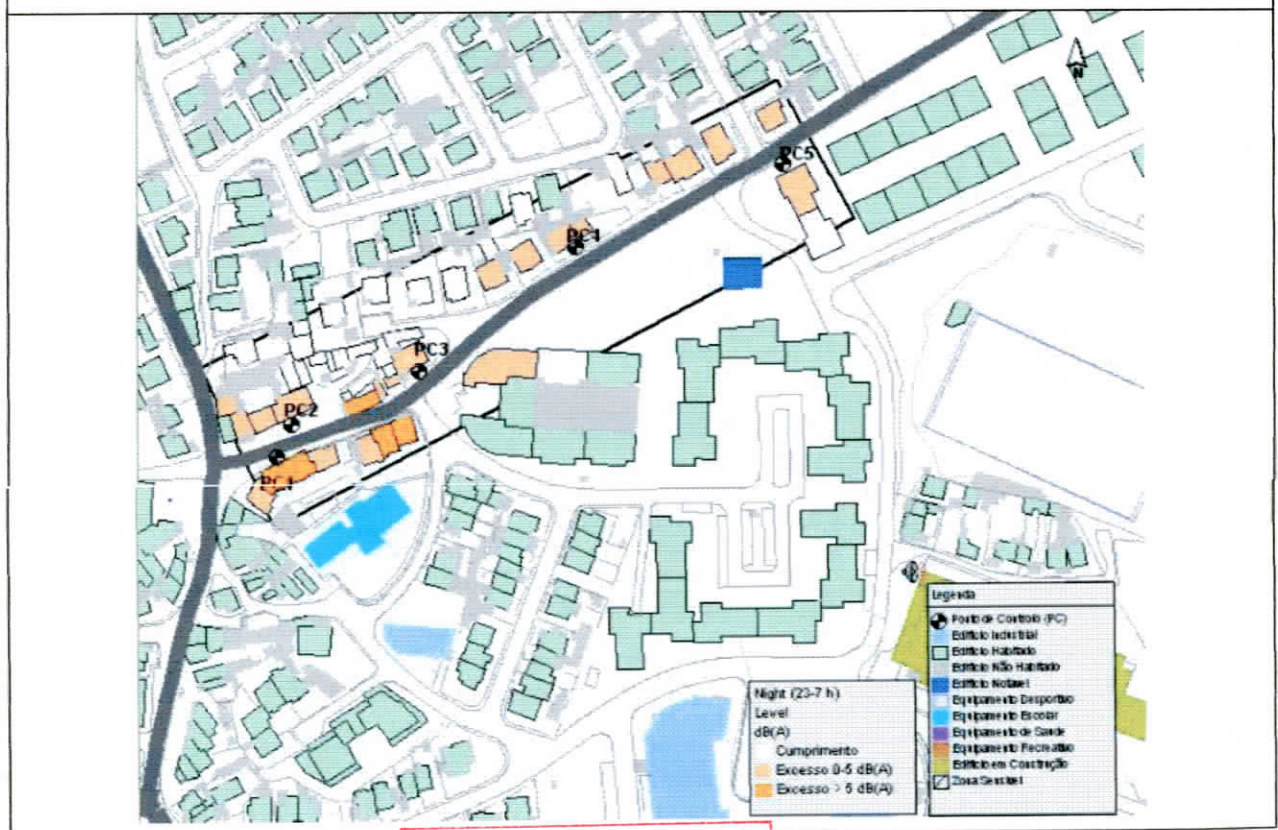 N
PC5
PC4
PC3
PC2
PC1
Legenda
Ponto de Controlo (PC)
Edifício Industrial
Edifício Habitado
Edifício Não Habitado
Edifício Notável
Equipamento Desportivo
Equipamento Escolar
Equipamento de Saúde
Equipamento Recreativo
Edifício em Construção
Zona Sensível
Night (23-7 h)
Level
dB(A)
Cumprimento
Excesso 0-5 dB(A)
Excesso > 5 dB(A)